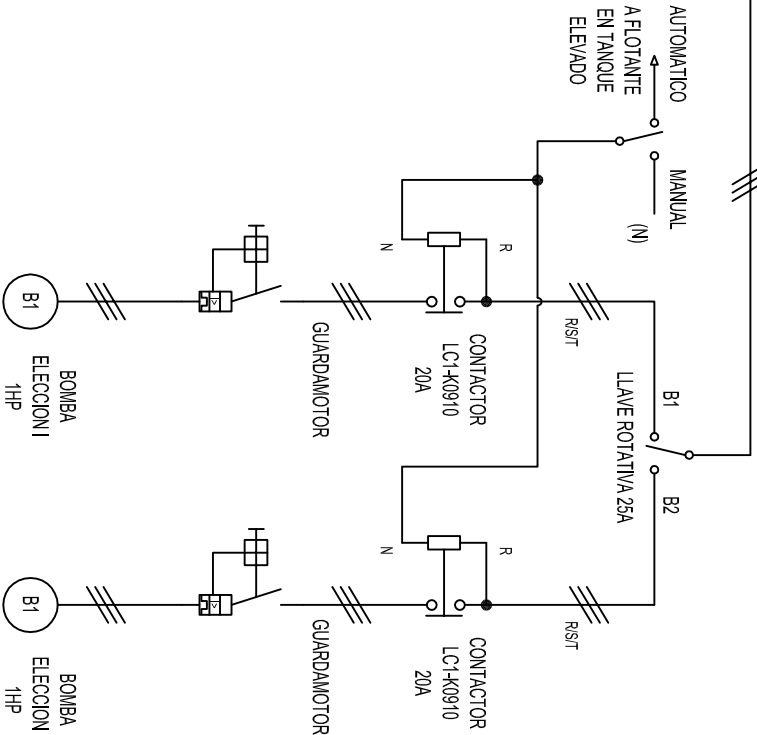 AUTOMATICO
A FLOTANTE
EN TANQUE
ELEVADO
MANUAL
(N)
B1
B2
LLAVE ROTATIVA 25A
R/S/T
R
N
CONTACTOR
LC1-K0910
20A
GUARDAMOTOR
>
B1
BOMBA
ELECCION I
1HP
R/S/T
R
N
CONTACTOR
LC1-K0910
20A
GUARDAMOTOR
>
B1
BOMBA
ELECCION
1HP